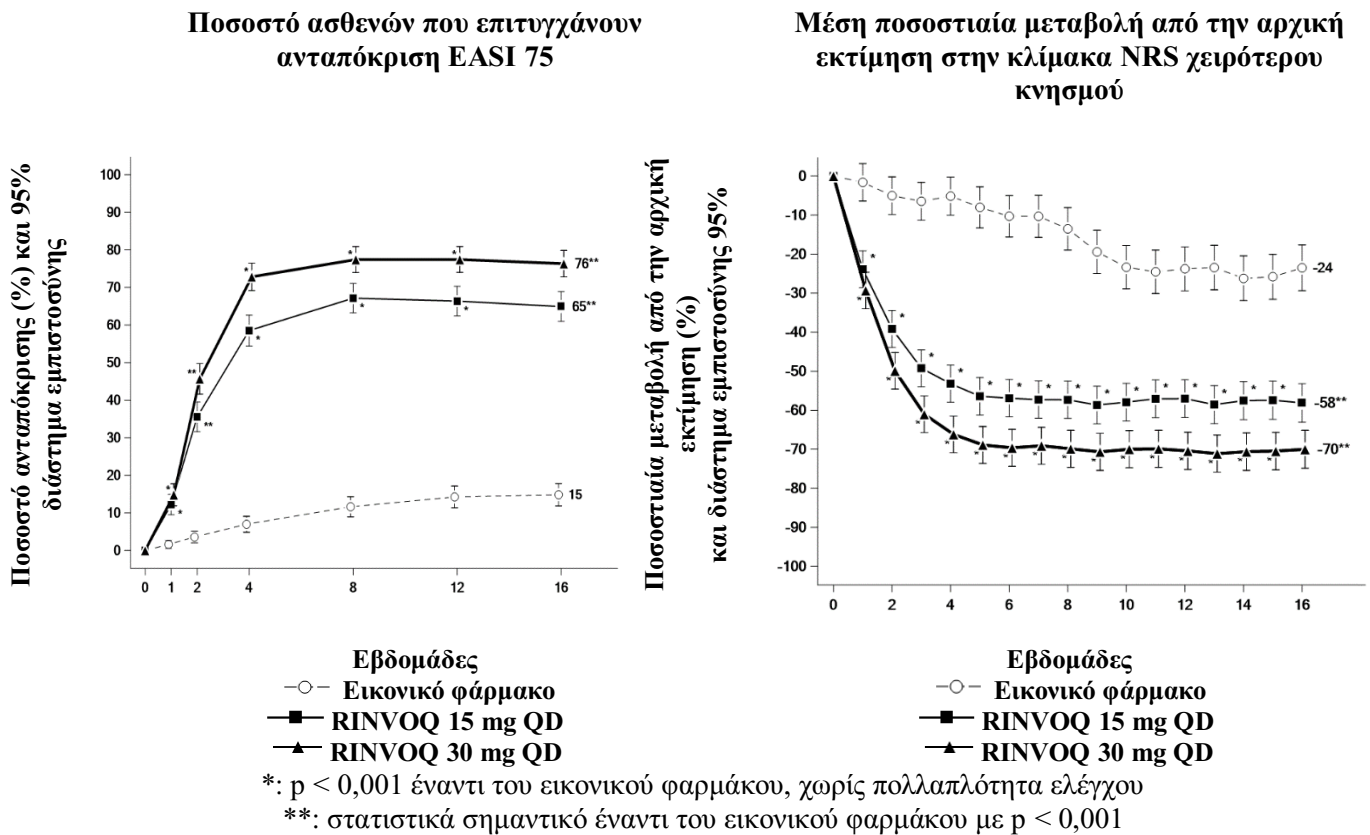 Ποσοστό ασθενών που επιτυγχάνουν
ανταπόκριση EASI 75
Ποσοστό ανταπόκρισης (%) και 95%
διάστημα εμπιστοσύνης
100
90
80
70
60
50
40
30
20
10
0
0 1 2 4 8 12 16
*
*
*
*
*
*
*
*
**
**
76**
65**
15
Εβδομάδες
Εικονικό φάρμακο
RINVOQ 15 mg QD
RINVOQ 30 mg QD
Μέση ποσοστιαία μεταβολή από την αρχική
εκτίμηση στην κλίμακα NRS χειρότερου
κνησμού
Ποσοστιαία μεταβολή από την αρχική
εκτίμηση (%)
και διάστημα εμπιστοσύνης 95%
0
-10
-20
-30
-40
-50
-60
-70
-80
-90
-100
0 2 4 6 8 10 12 14 16
-24
* * * * * * * * * * * * * * *
-58**
* * * * * * * * * * * * * * *
-70**
Εβδομάδες
Εικονικό φάρμακο
RINVOQ 15 mg QD
RINVOQ 30 mg QD
*: p < 0,001 έναντι του εικονικού φαρμάκου, χωρίς πολλαπλότητα ελέγχου
**: στατιστικά σημαντικό έναντι του εικονικού φαρμάκου με p < 0,001